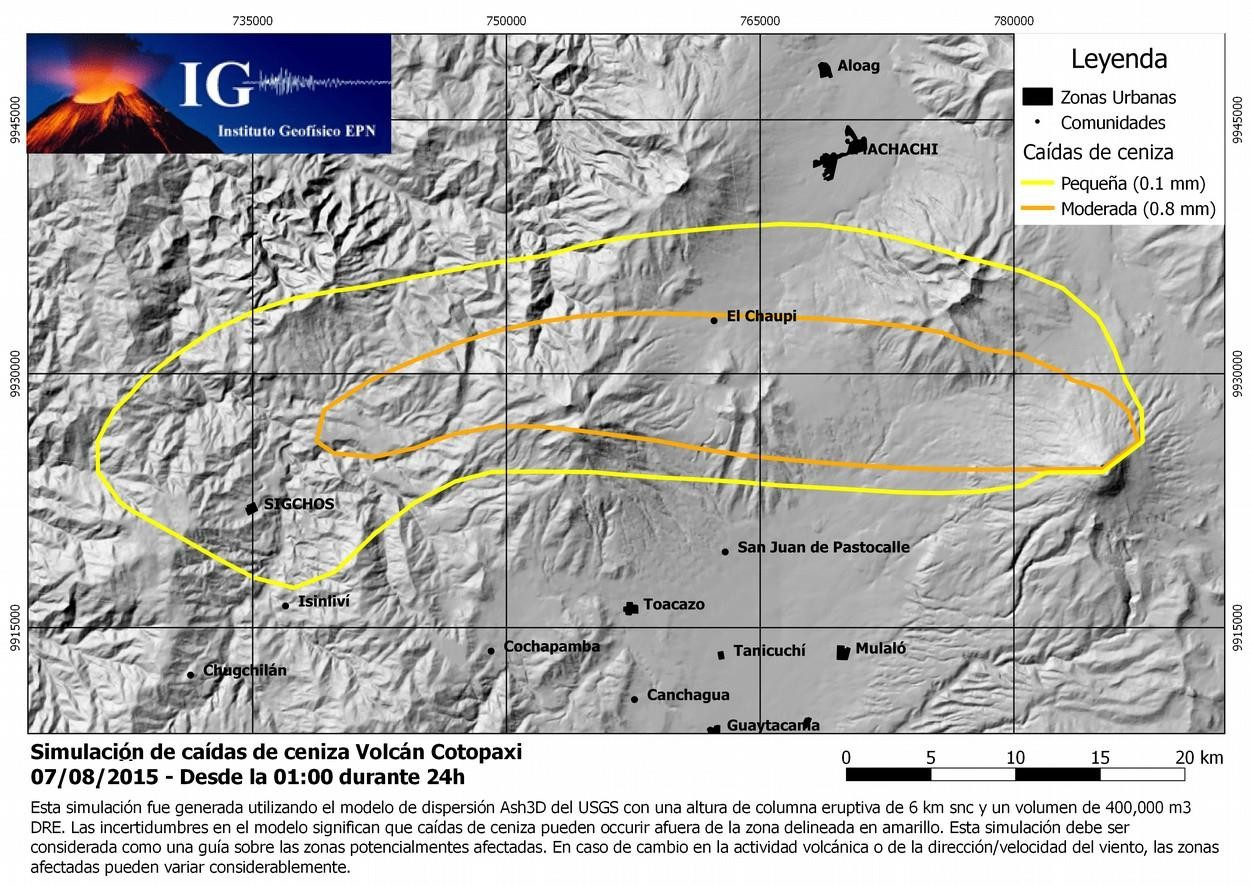 735000
750000
765000
780000
IG
Instituto Geofísico EPN
Leyenda
Zonas Urbanas
Comunidades
Caídas de ceniza
Pequeña (0.1 mm)
Moderada (0.8 mm)
9945000
9945000
Aloag
MACHACHI
El Chaupi
9930000
9930000
SIGCHOS
San Juan de Pastocalle
Isinliví
Toacazo
9915000
9915000
Cochapamba
Tanicuchí
Mulaló
Chugchilán
Canchagua
Guaytacama
Simulación de caídas de ceniza Volcán Cotopaxi
07/08/2015 - Desde la 01:00 durante 24h
0 5 10 15 20 km
Esta simulación fue generada utilizando el modelo de dispersión Ash3D del USGS con una altura de columna eruptiva de 6 km snc y un volumen de 400,000 m3
DRE. Las incertidumbres en el modelo significan que caídas de ceniza pueden occurir afuera de la zona delineada en amarillo. Esta simulación debe ser
considerada como una guía sobre las zonas potencialmentes afectadas. En caso de cambio en la actividad volcánica o de la dirección/velocidad del viento, las zonas
afectadas pueden variar considerablemente.